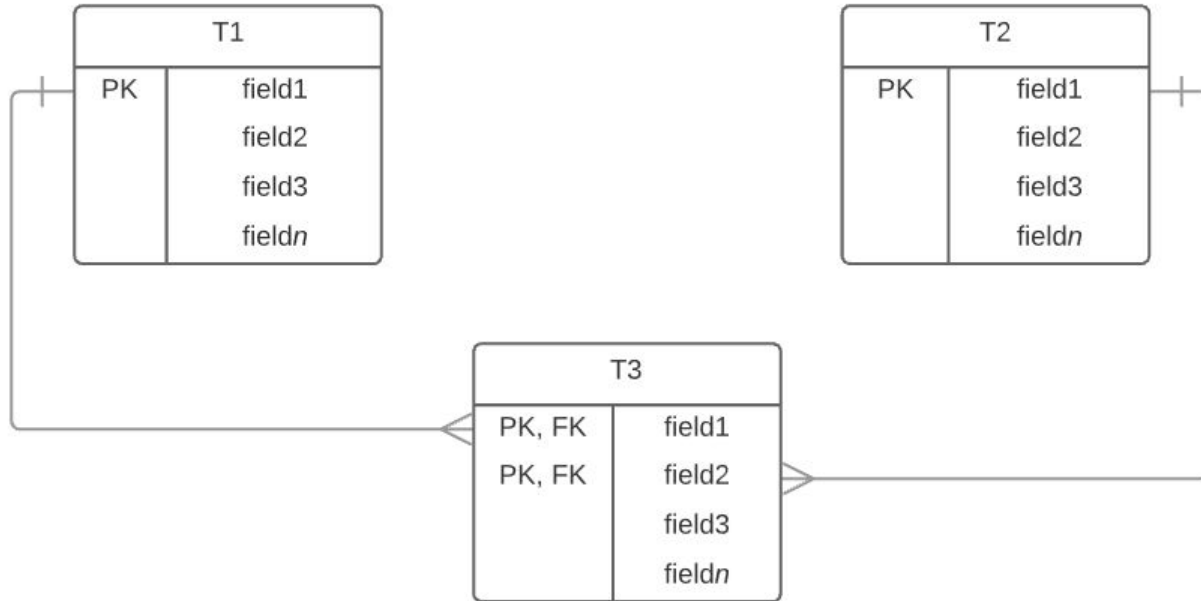 T1
PK field1
field2
field3
fieldn
T2
PK field1
field2
field3
fieldn
T3
PK, FK field1
PK, FK field2
field3
fieldn